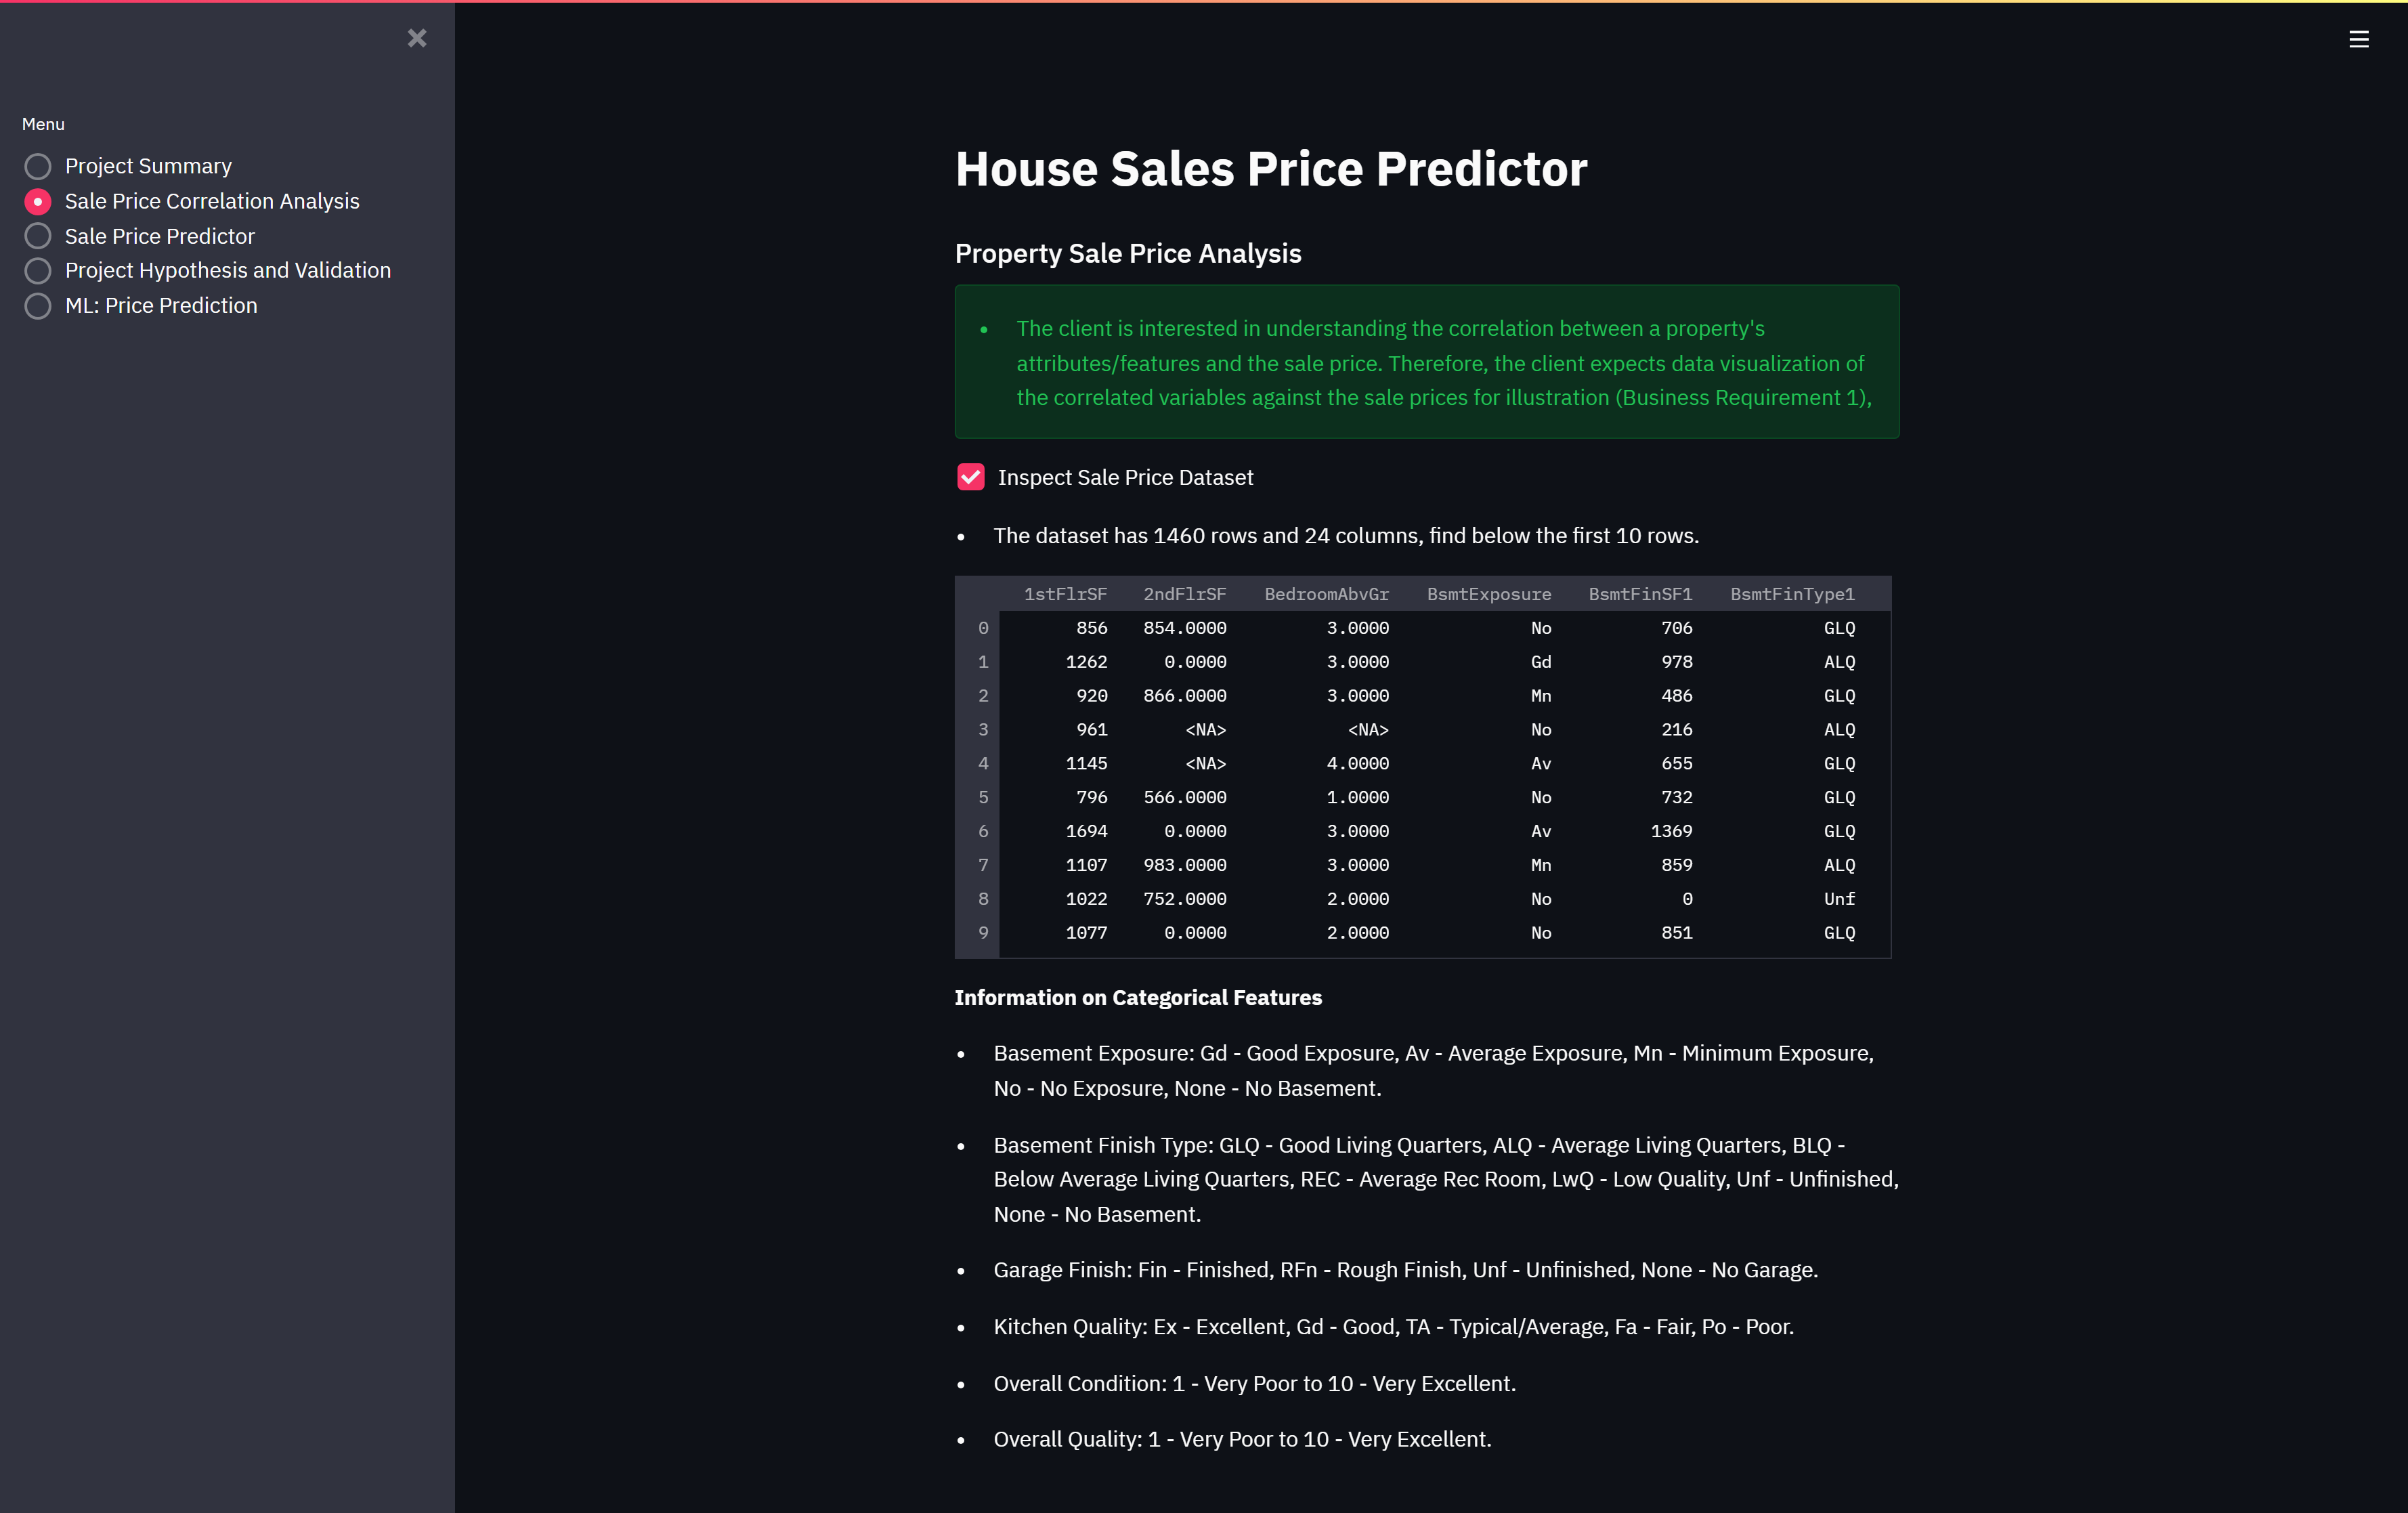 Menu
Project Summary
Sale Price Correlation Analysis
Sale Price Predictor
Project Hypothesis and Validation
ML: Price Prediction
House Sales Price Predictor
Property Sale Price Analysis
• The client is interested in understanding the correlation between a property's
attributes/features and the sale price. Therefore, the client expects data visualization of
the correlated variables against the sale prices for illustration (Business Requirement 1),
Inspect Sale Price Dataset
• The dataset has 1460 rows and 24 columns, find below the first 10 rows.
1stFlrSF 2ndFlrSF BedroomAbvGr BsmtExposure BsmtFinSF1 BsmtFinType1
0 856 854.0000 3.0000 No 706 GLQ
1 1262 0.0000 3.0000 Gd 978 ALQ
2 920 866.0000 3.0000 Mn 486 GLQ
3 961 <NA> <NA> No 216 ALQ
4 1145 <NA> 4.0000 Av 655 GLQ
5 796 566.0000 1.0000 No 732 GLQ
6 1694 0.0000 3.0000 Av 1369 GLQ
7 1107 983.0000 3.0000 Mn 859 ALQ
8 1022 752.0000 2.0000 No 0 Unf
9 1077 0.0000 2.0000 No 851 GLQ
Information on Categorical Features
• Basement Exposure: Gd - Good Exposure, Av - Average Exposure, Mn - Minimum Exposure,
No - No Exposure, None - No Basement.
• Basement Finish Type: GLQ - Good Living Quarters, ALQ - Average Living Quarters, BLQ -
Below Average Living Quarters, REC - Average Rec Room, LwQ - Low Quality, Unf - Unfinished,
None - No Basement.
• Garage Finish: Fin - Finished, RFn - Rough Finish, Unf - Unfinished, None - No Garage.
• Kitchen Quality: Ex - Excellent, Gd - Good, TA - Typical/Average, Fa - Fair, Po - Poor.
• Overall Condition: 1 - Very Poor to 10 - Very Excellent.
• Overall Quality: 1 - Very Poor to 10 - Very Excellent.